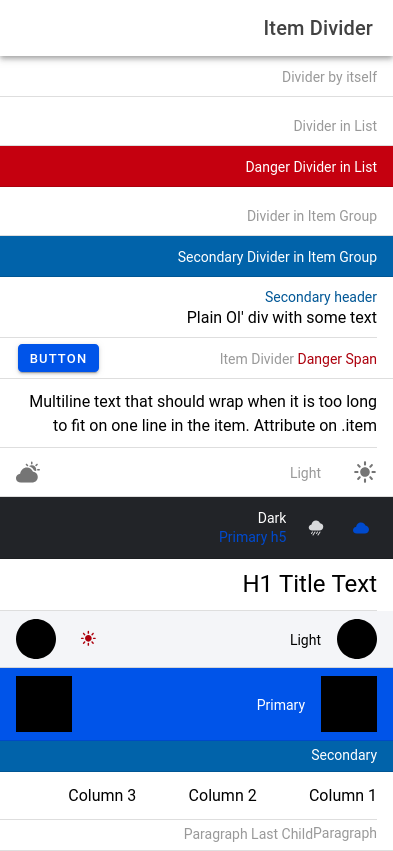 Item Divider
Divider by itself
Divider in List
Danger Divider in List
Divider in Item Group
Secondary Divider in Item Group
Secondary header
Plain Ol' div with some text
BUTTON Item Divider Danger Span
Multiline text that should wrap when it is too long
to fit on one line in the item. Attribute on .item
Light
Dark
Primary h5
H1 Title Text
Light
Primary
Secondary
Column 3 Column 2 Column 1
Paragraph Last Child Paragraph